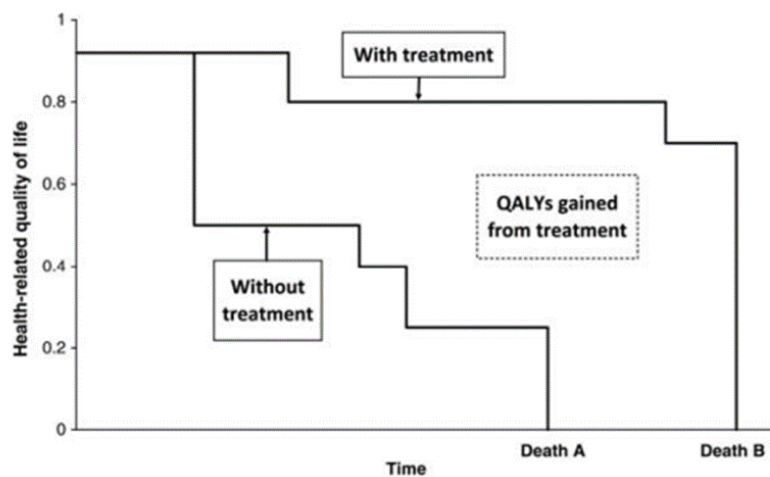 1
With treatment
0.8
Health-related quality of life
0.6
QALYs gained
from treatment
0.4
Without
treatment
0.2
0
Death A
Death B
Time